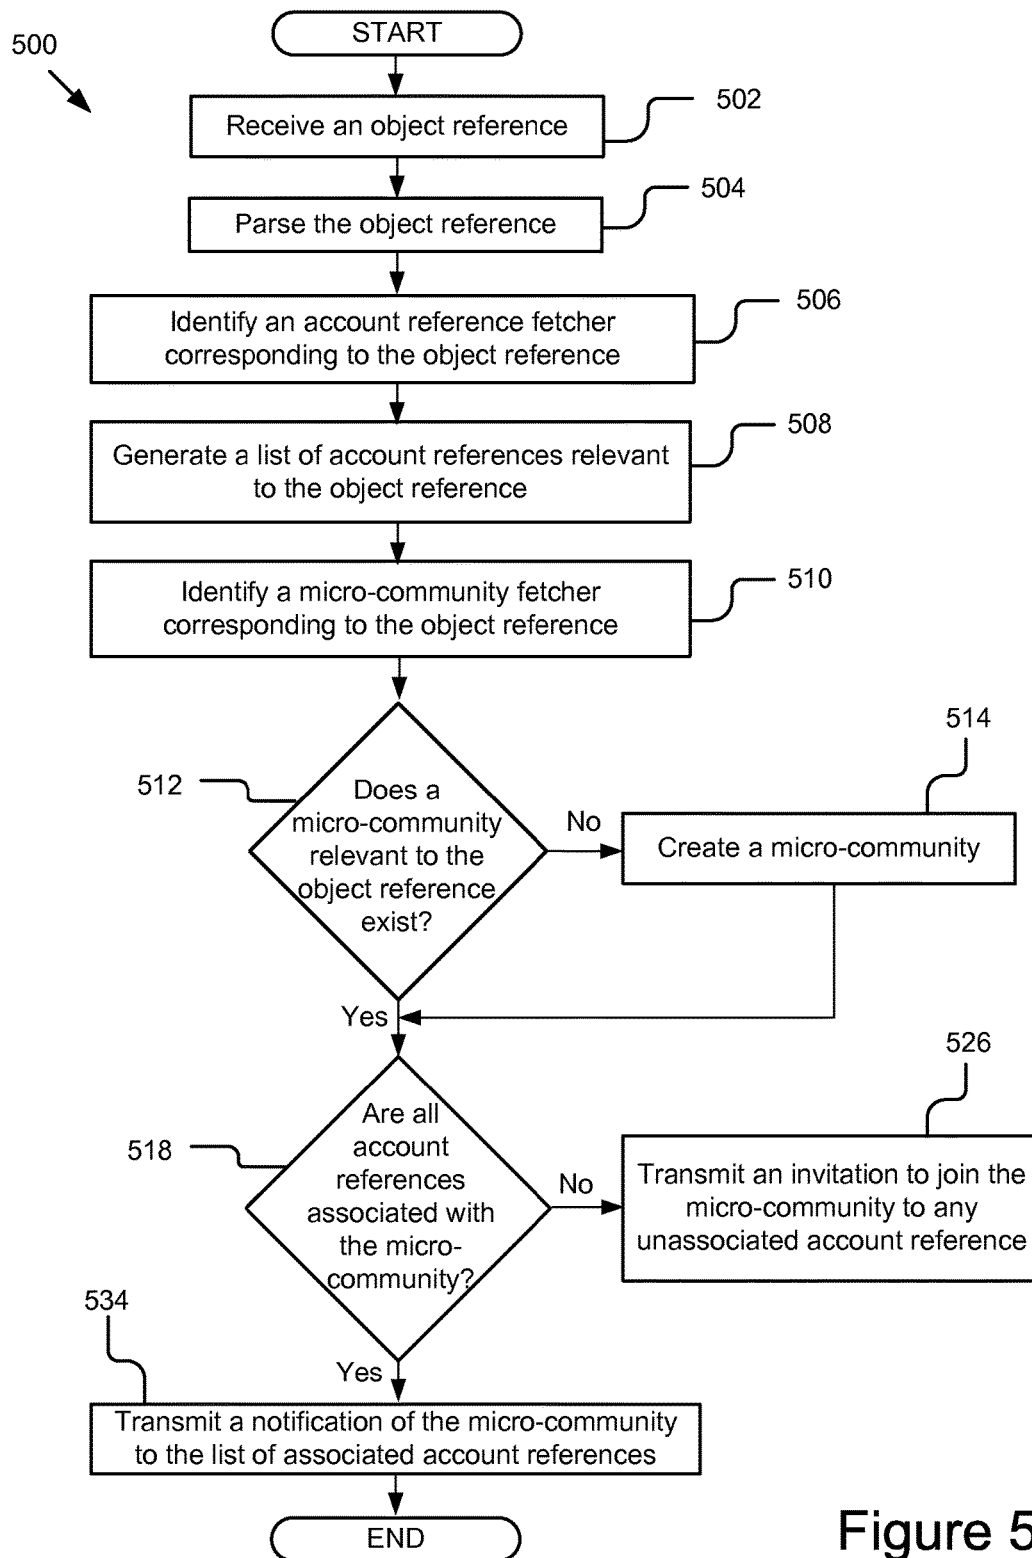 500
START
502
Receive an object reference
504
Parse the object reference
506
Identify an account reference fetcher
corresponding to the object reference
508
Generate a list of account references relevant
to the object reference
510
Identify a micro-community fetcher
corresponding to the object reference
512
Does a
micro-community
relevant to the
object reference
exist?
No
514
Create a micro-community
Yes
518
Are all
account
references
associated with
the micro-
community?
No
526
Transmit an invitation to join the
micro-community to any
unassociated account reference
Yes
534
Transmit a notification of the micro-community
to the list of associated account references
END
Figure 5